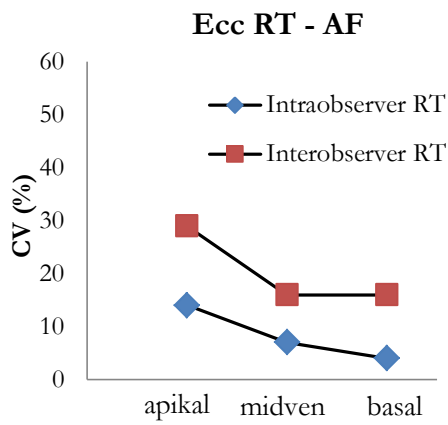 Ecc RT - AF
60
50
40
30
20
10
0
CV (%)
Intraobserver RT
Interobserver RT
apikal midven basal